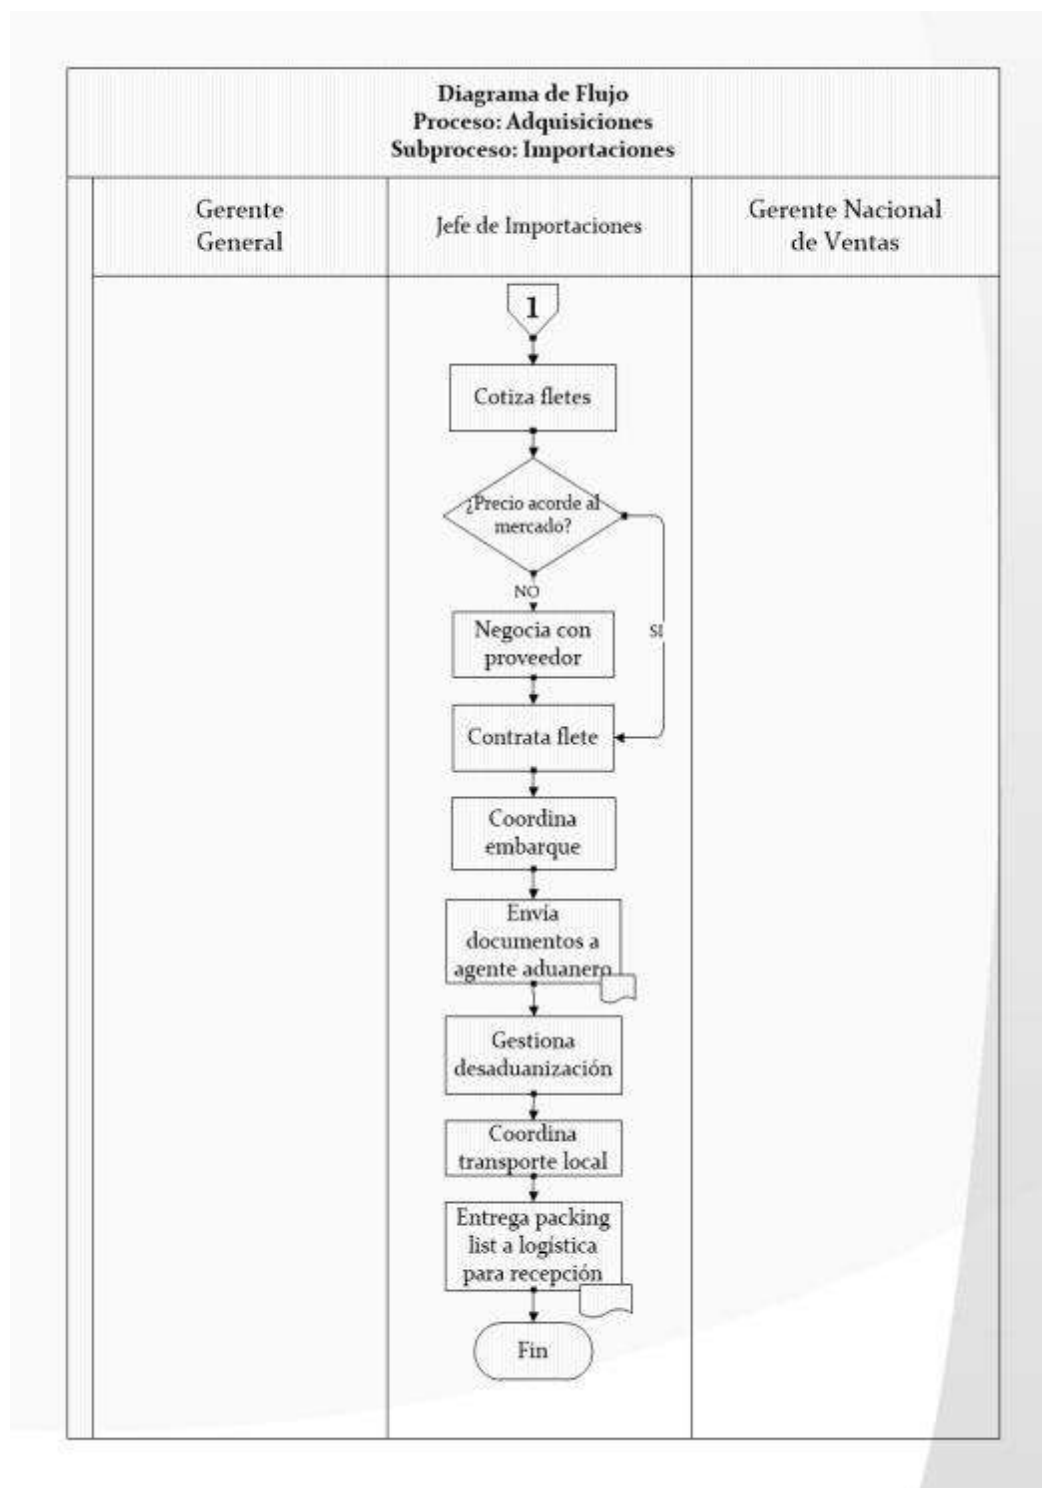 Diagrama de Flujo
Proceso: Adquisiciones
Subproceso: Importaciones
Gerente
General
Jefe de Importaciones
Gerente Nacional
de Ventas
1
Cotiza fletes
¿Precio acorde al
mercado?
NO
SI
Negocia con
proveedor
Contrata flete
Coordina
embarque
Envía
documentos a
agente aduanero
Gestiona
desaduanización
Coordina
transporte local
Entrega packing
list a logística
para recepción
Fin